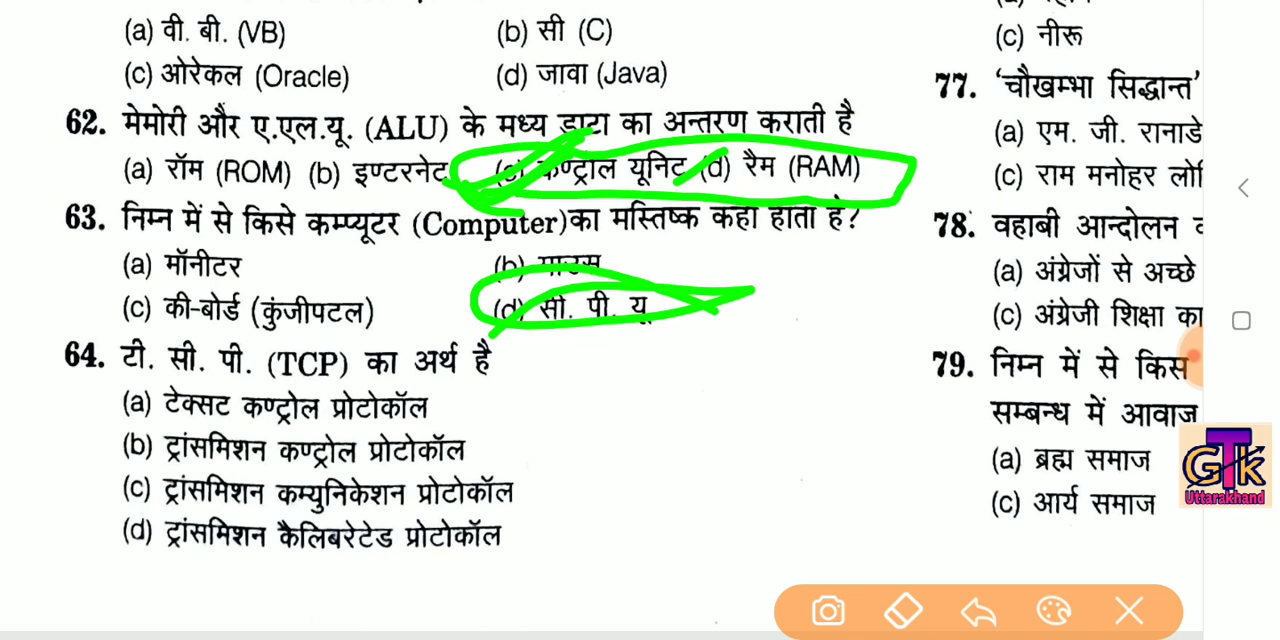 (a) वी. बी. (VB) (b) सी (C)
(c) ओरेकल (Oracle) (d) जावा (Java)
62. मेमोरी और ए.एल.यू. (ALU) के मध्य डाटा का अन्तरण कराती है
(a) रॉम (ROM) (b) इण्टरनेट (c) कण्ट्रोल यूनिट (d) रैम (RAM)
63. निम्न में से किसे कम्प्यूटर (Computer)का मस्तिष्क कहा होता है?
(a) मॉनीटर (b) माउस
(c) की-बोर्ड (कुंजीपटल) (d) सी. पी. यू
64. टी. सी. पी. (TCP) का अर्थ है
(a) टेक्सट कण्ट्रोल प्रोटोकॉल
(b) ट्रांसमिशन कण्ट्रोल प्रोटोकॉल
(c) ट्रांसमिशन कम्युनिकेशन प्रोटोकॉल
(d) ट्रांसमिशन कैलिबरेटेड प्रोटोकॉल
(c) नीरू
77. 'चौखम्भा सिद्धान्त'
(a) एम. जी. रानाडे
(c) राम मनोहर
78. वहाबी आन्दोलन
(a) अंग्रेजों से अच्छे
(c) अंग्रेजी शिक्षा का
79. निम्न में से किस
सम्बन्ध में आवाज
(a) ब्रह्म समाज
(c) आर्य समाज
GTK
Uttarakhand